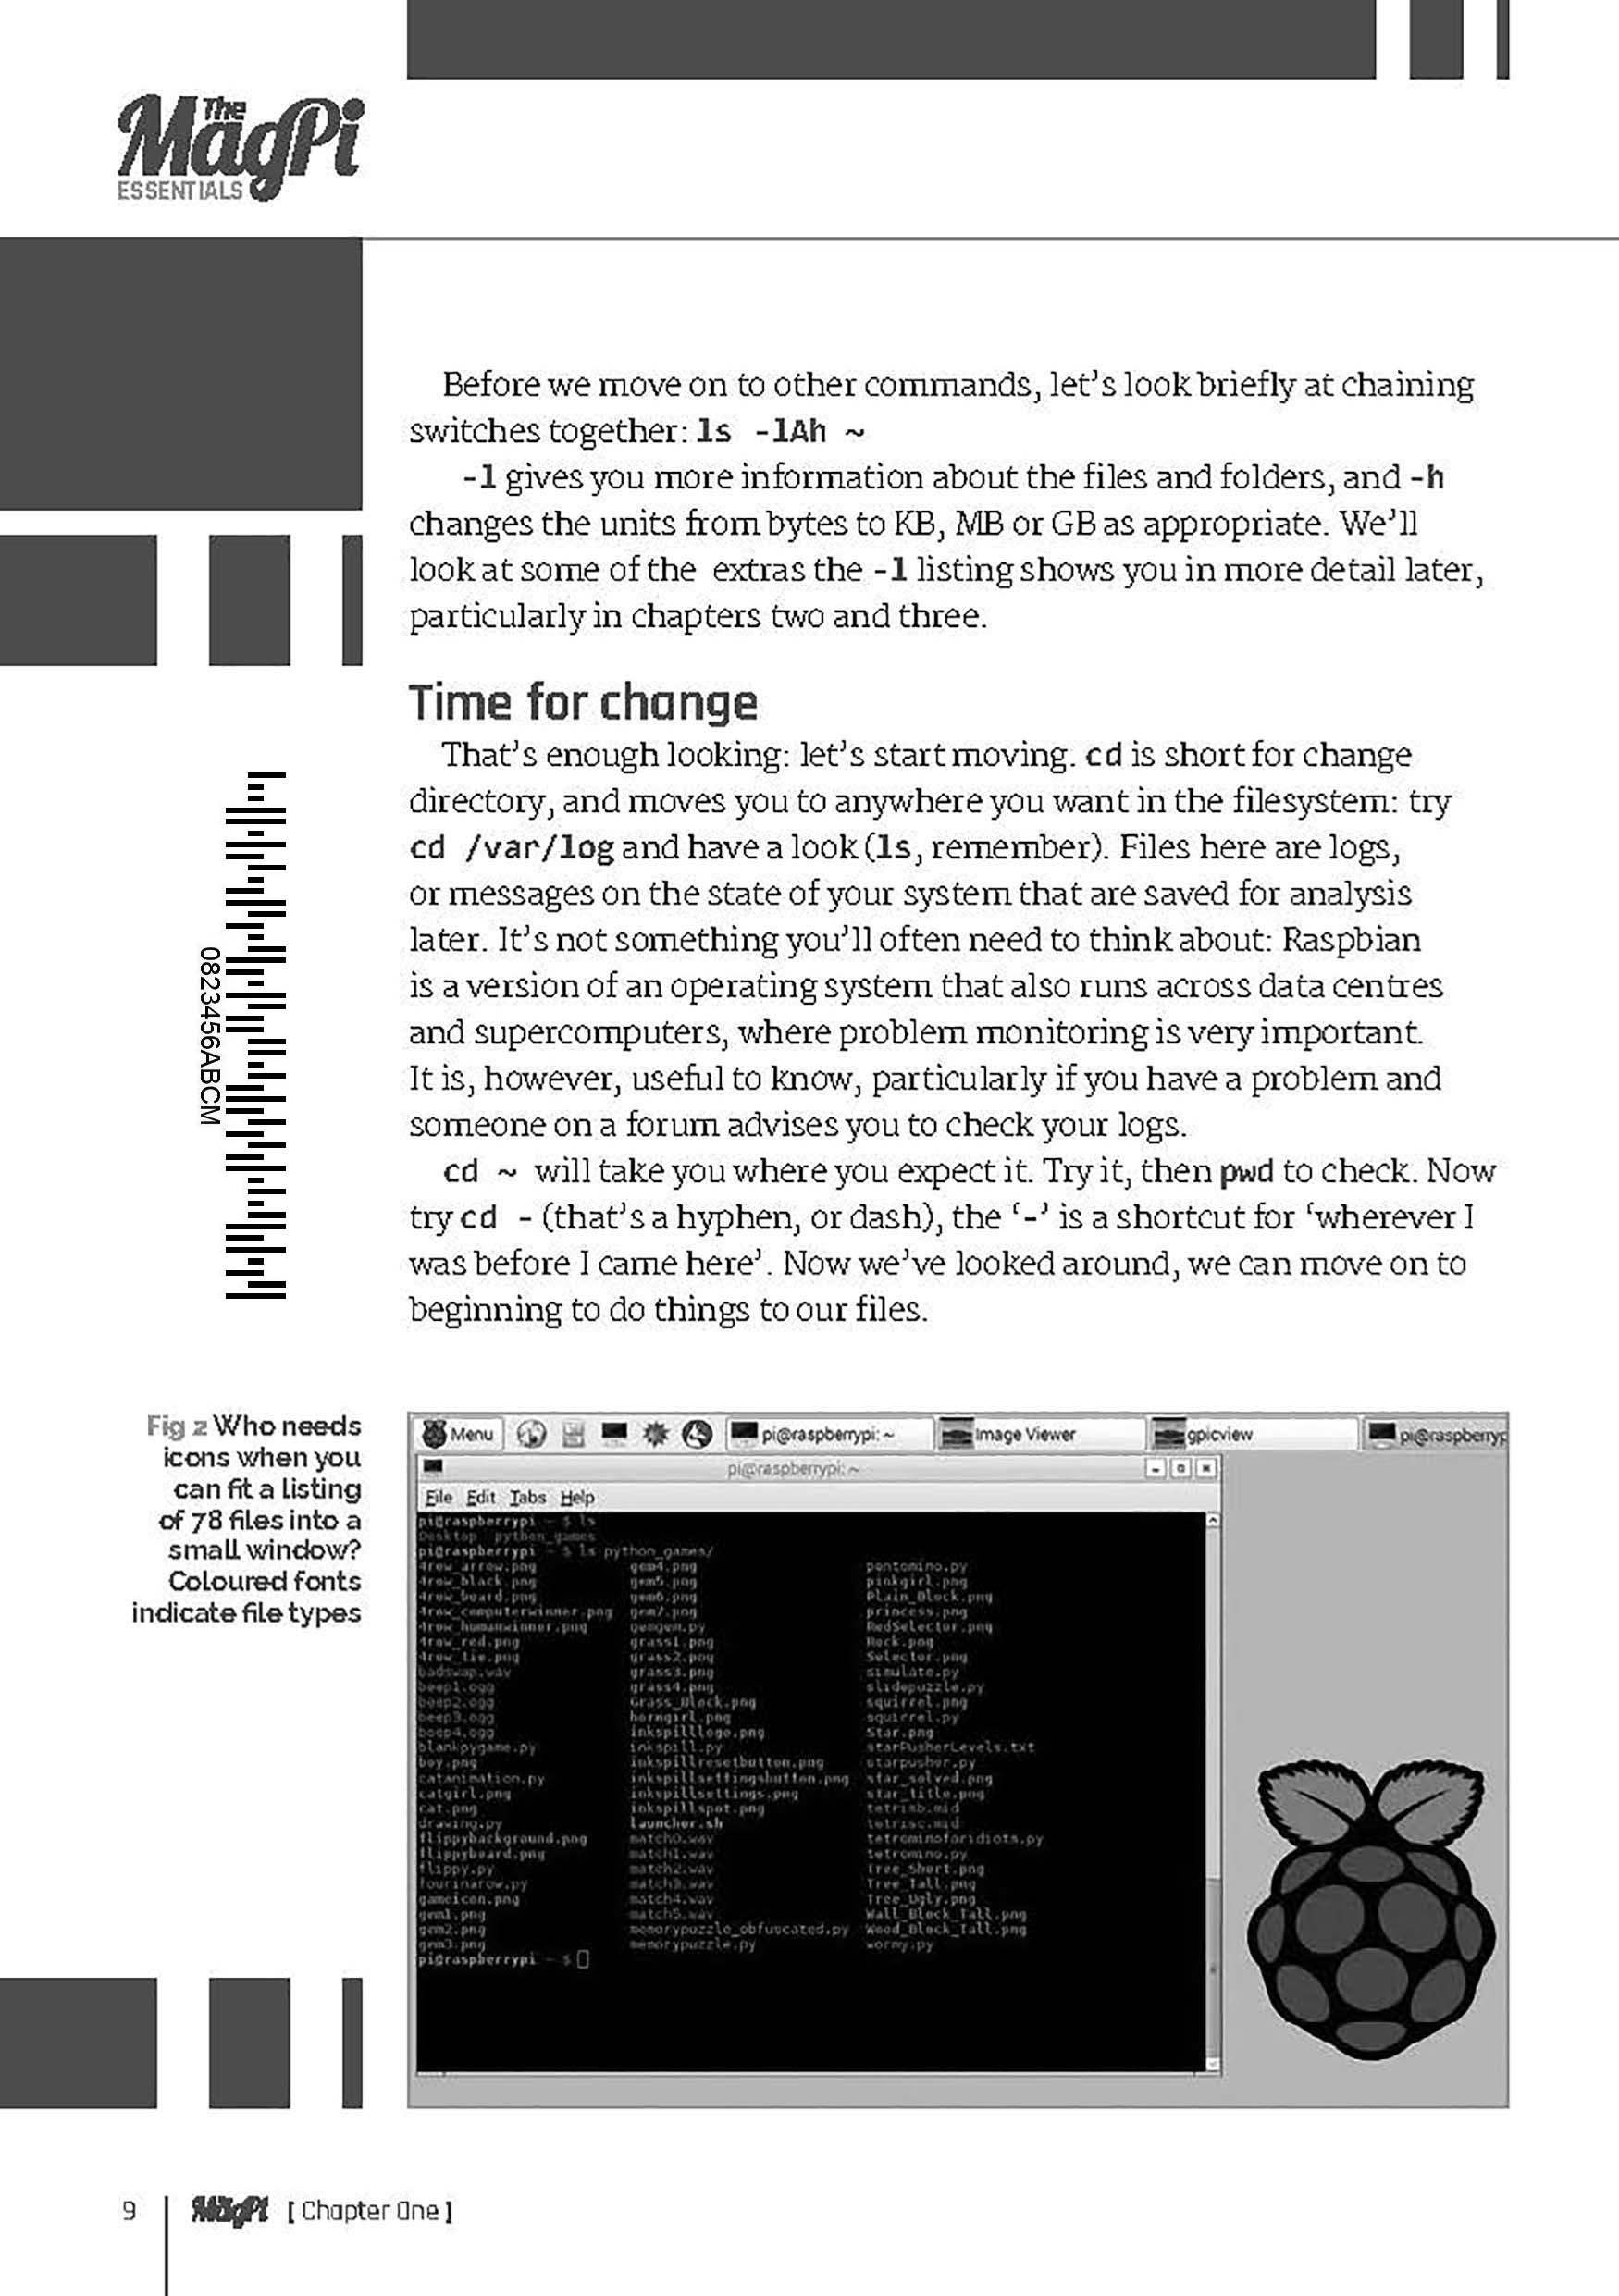 The
MagPi
ESSENTIALS
Before we move on to other commands, let’s look briefly at chaining
switches together: ls -lAh ~
-l gives you more information about the files and folders, and -h
changes the units from bytes to KB, MB or GB as appropriate. We’ll
look at some of the extras the -l listing shows you in more detail later,
particularly in chapters two and three.
Time for change
That’s enough looking: let’s start moving. cd is short for change
directory, and moves you to anywhere you want in the filesystem: try
cd /var/log and have a look (ls, remember). Files here are logs,
or messages on the state of your system that are saved for analysis
later. It’s not something you’ll often need to think about: Raspbian
is a version of an operating system that also runs across data centres
and supercomputers, where problem monitoring is very important.
It is, however, useful to know, particularly if you have a problem and
someone on a forum advises you to check your logs.
cd ~ will take you where you expect it. Try it, then pwd to check. Now
try cd - (that’s a hyphen, or dash), the ‘-’ is a shortcut for ‘wherever I
was before I came here’. Now we’ve looked around, we can move on to
beginning to do things to our files.
0823456ABCM
Fig 2 Who needs
icons when you
can fit a listing
of 78 files into a
small window?
Coloured fonts
indicate file types
Menu pi@raspberrypi: ~ Image Viewer gpicview pi@raspberryp
pi@raspberrypi: ~
File Edit Tabs Help
pi@raspberrypi ~ $ ls
Desktop python_games
pi@raspberrypi ~ $ ls python_games/
4row_arrow.png gem4.png pentomino.py
4row_black.png gem5.png pinkgirl.png
4row_board.png gem6.png Plain_Block.png
4row_computerwinner.png gem7.png princess.png
4row_humanwinner.png gemgem.py RedSelector.png
4row_red.png grass1.png Rock.png
4row_tie.png grass2.png Selector.png
badswap.wav grass3.png simulate.py
beep1.ogg grass4.png slidepuzzle.py
beep2.ogg Grass_Block.png squirrel.png
beep3.ogg horngirl.png squirrel.py
beep4.ogg inkspilllogo.png Star.png
blankpygame.py inkspill.py starPusherLevels.txt
boy.png inkspillresetbutton.png starpusher.py
catanimation.py inkspillsettingsbutton.png star_solved.png
catgirl.png inkspillsettings.png star_title.png
cat.png inkspillspot.png tetrisb.mid
drawing.py launcher.sh tetrisc.mid
flippybackground.png match0.wav tetrominoforidiots.py
flippyboard.png match1.wav tetromino.py
flippy.py match2.wav Tree_Short.png
fourinarow.py match3.wav Tree_Tall.png
gameicon.png match4.wav Tree_Ugly.png
gem1.png match5.wav Wall_Block_Tall.png
gem2.png memorypuzzle_obfuscated.py Wood_Block_Tall.png
gem3.png memorypuzzle.py wormy.py
pi@raspberrypi ~ $
9 MagPi [ Chapter One ]